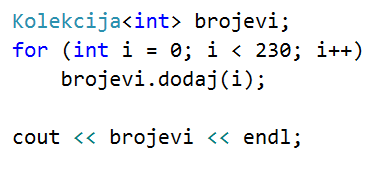 Kolekcija<int> brojevi;
for (int i = 0; i < 230; i++)
    brojevi.dodaj(i);
cout << brojevi << endl;